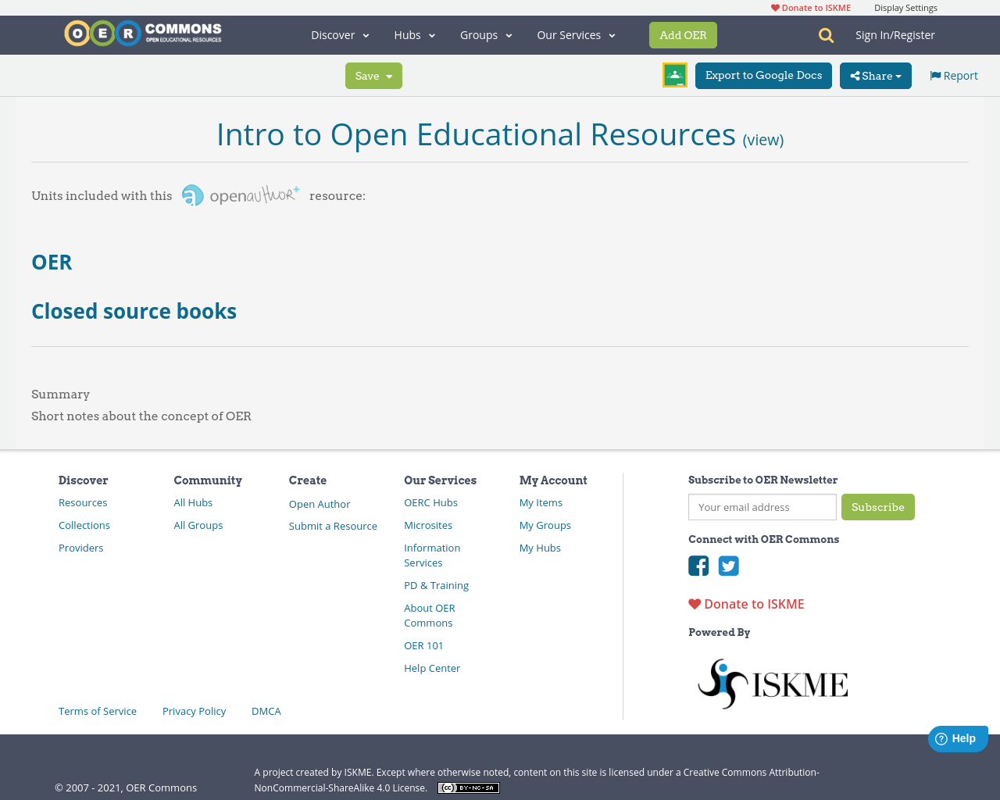 Donate to ISKME Display Settings
OER COMMONS
OPEN EDUCATIONAL RESOURCES
Discover Hubs Groups Our Services Add OER Sign In/Register
Save Export to Google Docs Share Report
Intro to Open Educational Resources (view)
Units included with this openauthor+ resource:
OER
Closed source books
Summary
Short notes about the concept of OER
Discover
Resources
Collections
Providers
Community
All Hubs
All Groups
Create
Open Author
Submit a Resource
Our Services
OERC Hubs
Microsites
Information
Services
PD & Training
About OER
Commons
OER 101
Help Center
My Account
My Items
My Groups
My Hubs
Subscribe to OER Newsletter
Your email address Subscribe
Connect with OER Commons
Donate to ISKME
Powered By
ISKME
Terms of Service Privacy Policy DMCA
Help
© 2007 - 2021, OER Commons
A project created by ISKME. Except where otherwise noted, content on this site is licensed under a Creative Commons Attribution-
NonCommercial-ShareAlike 4.0 License. cc BY-NC-SA